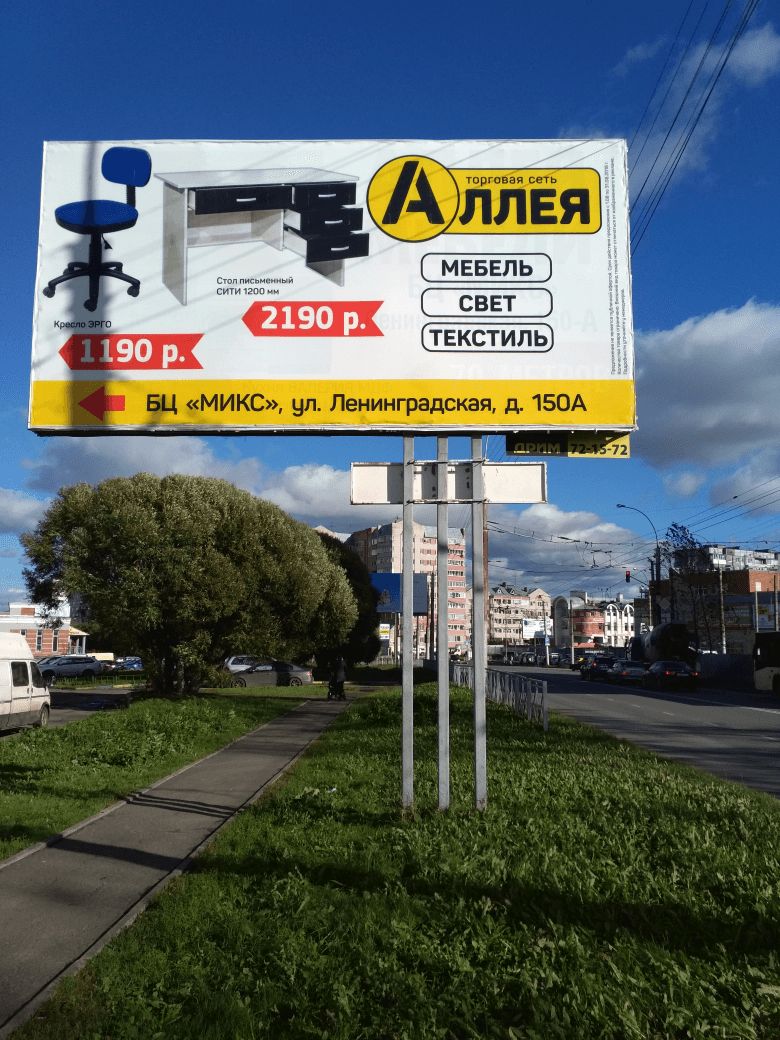 торговая сеть
Аллея
МЕБЕЛЬ
СВЕТ
ТЕКСТИЛЬ
Стол письменный
СИТИ 1200 мм
2190 р.
Кресло ЭРГО
1190 р.
БЦ «МИКС», ул. Ленинградская, д. 150А
ДРИМ 72-15-72